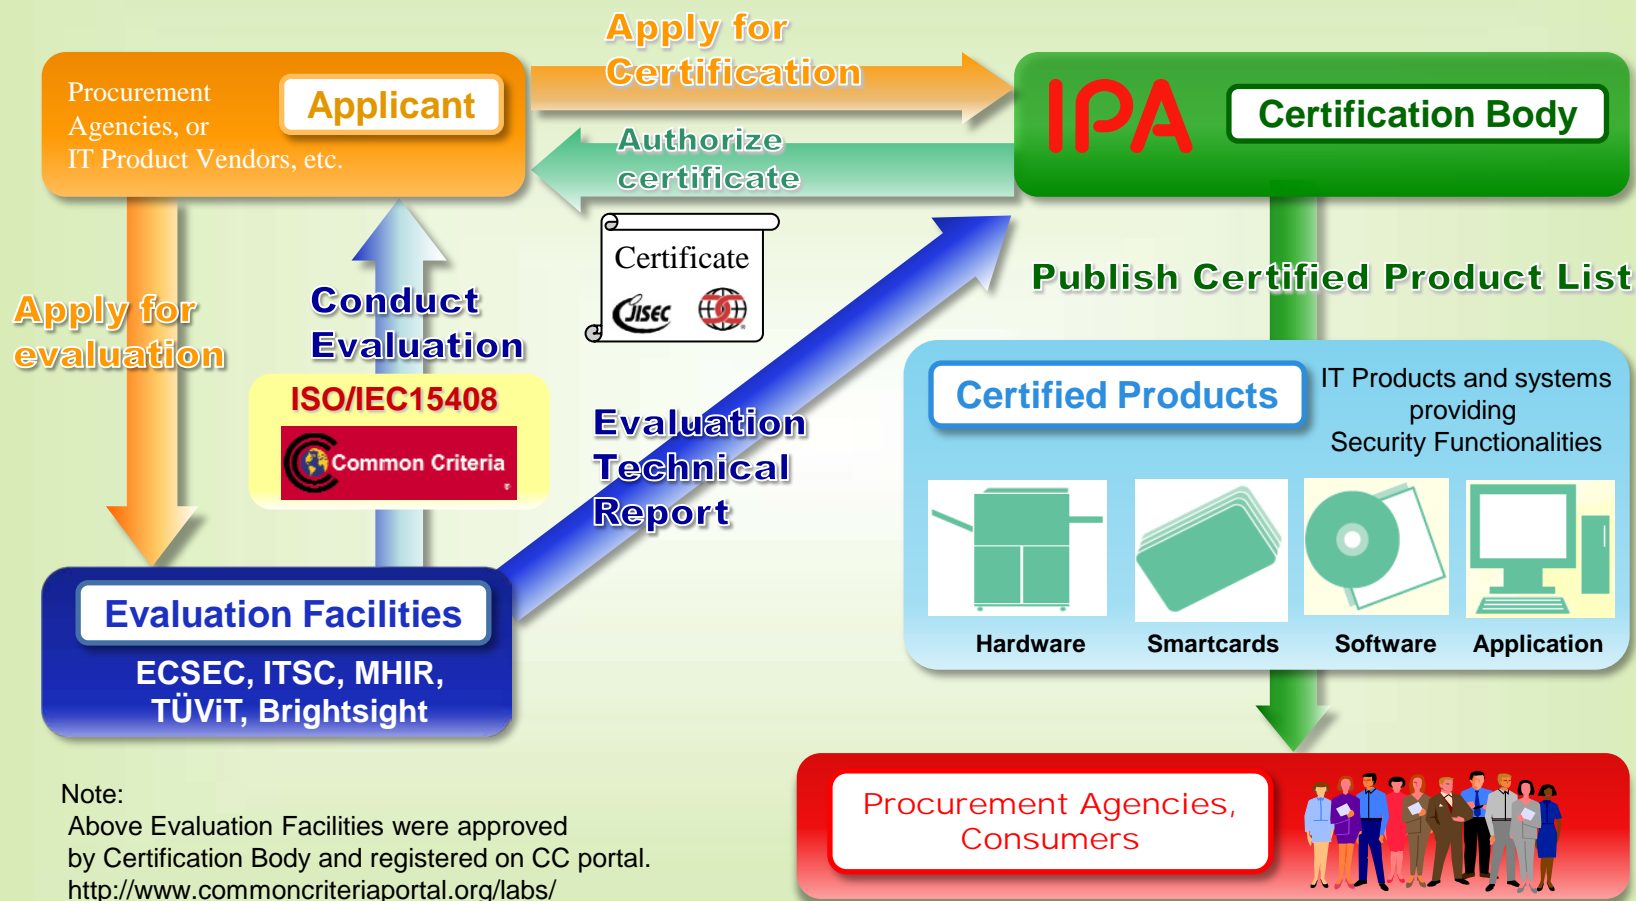 Apply for
Certification
Procurement
Agencies, or
IT Product Vendors, etc.
Applicant
IPA
Certification Body
Authorize
certificate
Certificate
JISEC
Publish Certified Product List
Apply for
evaluation
Conduct
Evaluation
ISO/IEC15408
Common Criteria
Evaluation
Technical
Report
Certified Products
IT Products and systems
providing
Security Functionalities
Hardware
Smartcards
Software
Application
Evaluation Facilities
ECSEC, ITSC, MHIR,
TÜViT, Brightsight
Procurement Agencies,
Consumers
Note:
Above Evaluation Facilities were approved
by Certification Body and registered on CC portal.
http://www.commoncriteriaportal.org/labs/